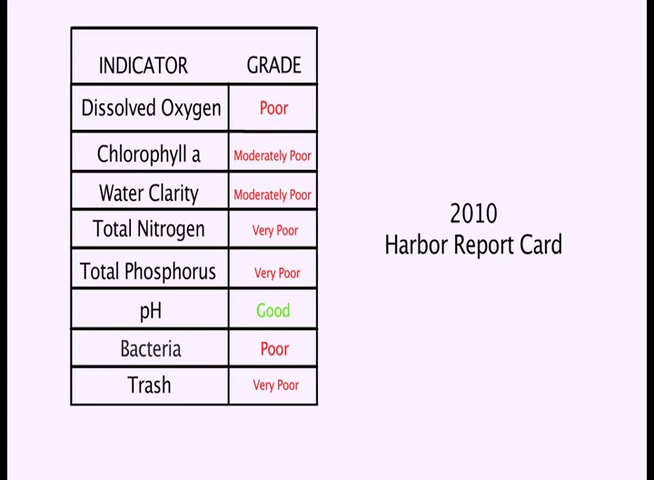 INDICATOR GRADE
Dissolved Oxygen Poor
Chlorophyll a Moderately Poor
Water Clarity Moderately Poor
Total Nitrogen Very Poor
Total Phosphorus Very Poor
pH Good
Bacteria Poor
Trash Very Poor
2010
Harbor Report Card